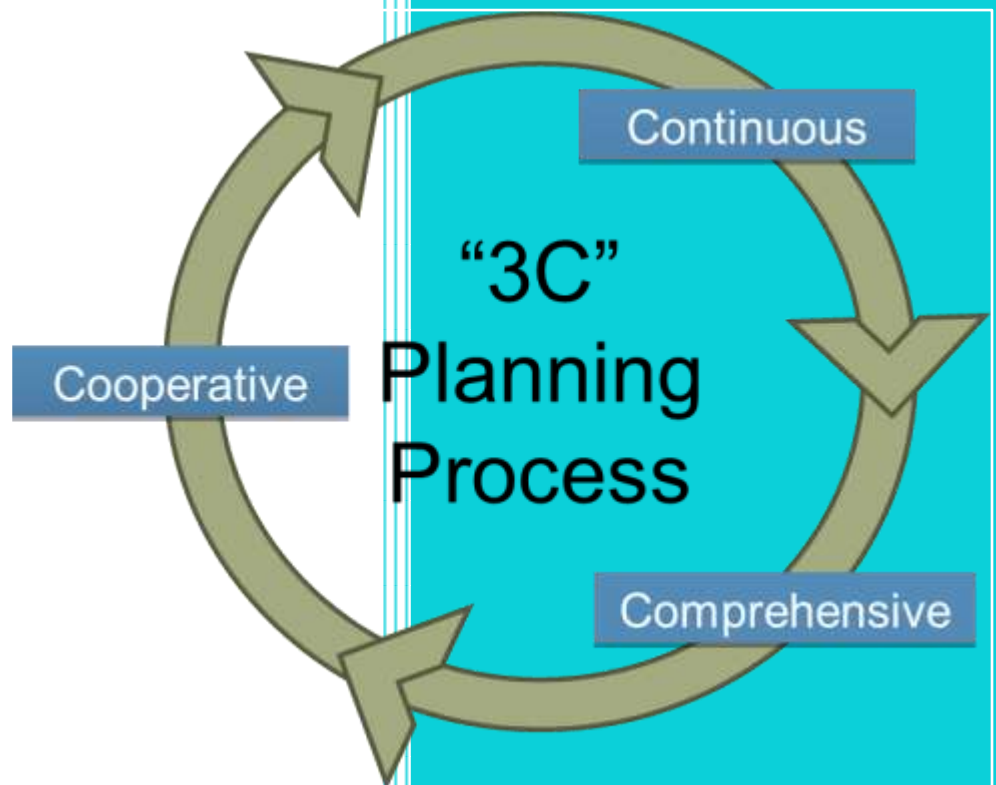 Continuous
“3C”
Planning
Process
Cooperative
Comprehensive